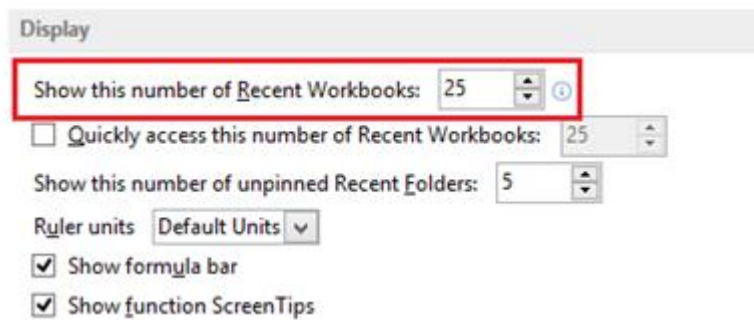 Display
Show this number of Recent Workbooks: 25
Quickly access this number of Recent Workbooks: 25
Show this number of unpinned Recent Folders: 5
Ruler units Default Units
Show formula bar
Show function ScreenTips